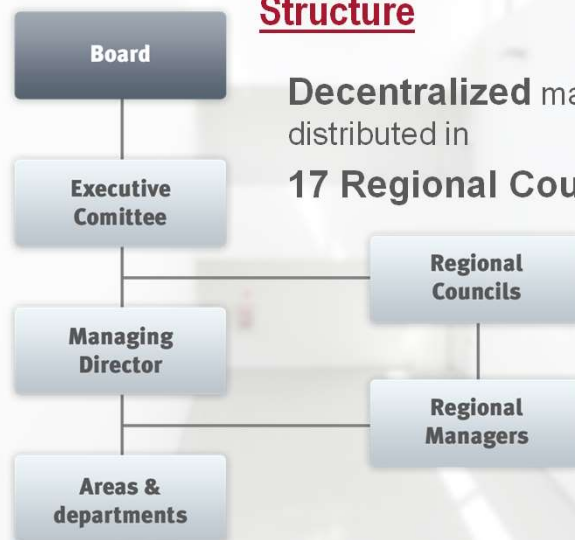 Structure
Board
Decentralized
distributed in
17 Regional
Executive
Comittee
Regional
Councils
Managing
Director
Regional
Managers
Areas &
departments